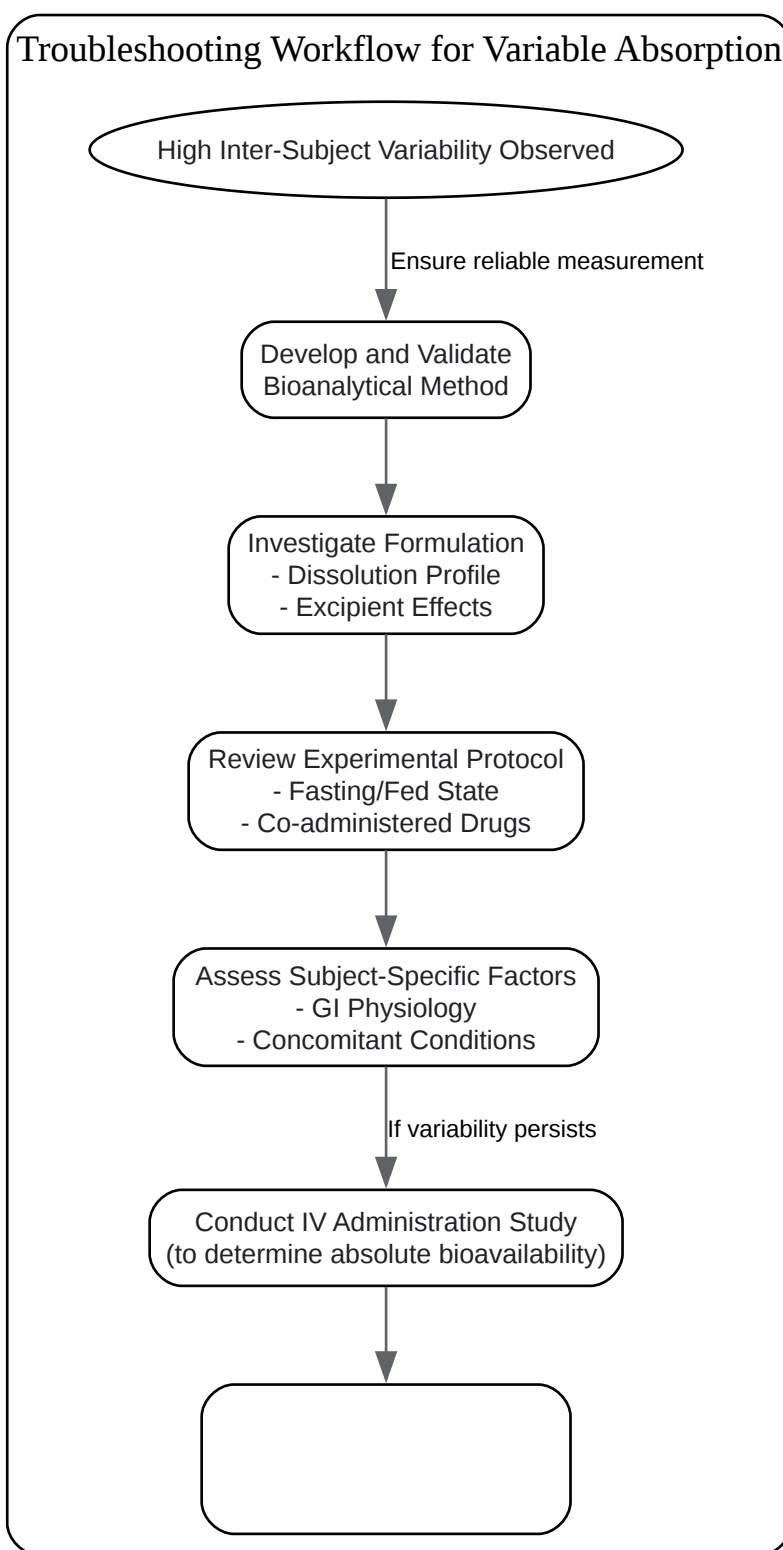 Troubleshooting Workflow for Variable Absorption
High Inter-Subject Variability Observed
Ensure reliable measurement
Develop and Validate
Bioanalytical Method
Investigate Formulation
- Dissolution Profile
- Excipient Effects
Review Experimental Protocol
- Fasting/Fed State
- Co-administered Drugs
Assess Subject-Specific Factors
- GI Physiology
- Concomitant Conditions
If variability persists
Conduct IV Administration Study
(to determine absolute bioavailability)